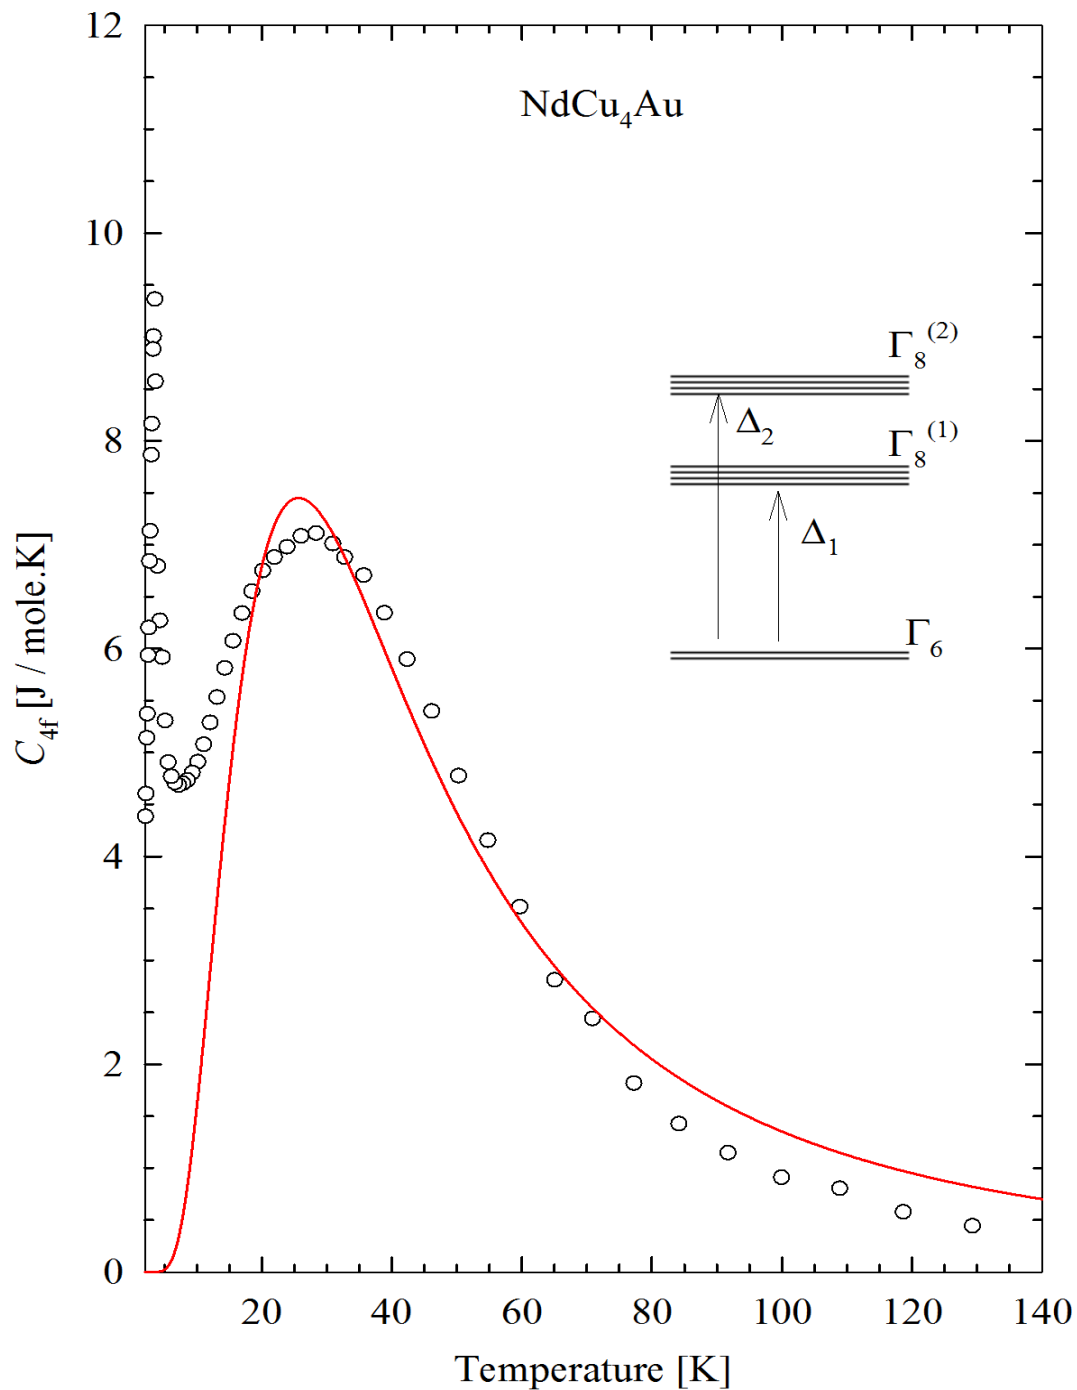 12
NdCu₄Au
10
Γ₈⁽²⁾
Δ₂
8
Γ₈⁽¹⁾
Δ₁
C₄f [J / mole.K]
6
Γ₆
4
2
0
20 40 60 80 100 120 140
Temperature [K]